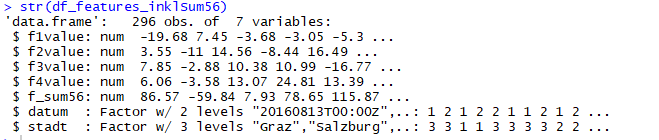 > str(df_features_inklSum56)
'data.frame':   296 obs. of  7 variables:
 $ f1value: num  -19.68 7.45 -3.68 -3.05 -5.3 ...
 $ f2value: num  3.55 -11 14.56 -8.44 16.49 ...
 $ f3value: num  7.85 -2.88 10.38 10.99 -16.77 ...
 $ f4value: num  6.06 -3.58 13.07 24.81 13.39 ...
 $ f_sum56: num  86.57 -59.84 7.93 78.65 115.87 ...
 $ datum  : Factor w/ 2 levels "20160813T00:00Z",..: 1 2 1 2 2 1 1 2 1 2 ...
 $ stadt  : Factor w/ 3 levels "Graz","Salzburg",..: 3 3 1 1 3 3 3 3 2 2 ...